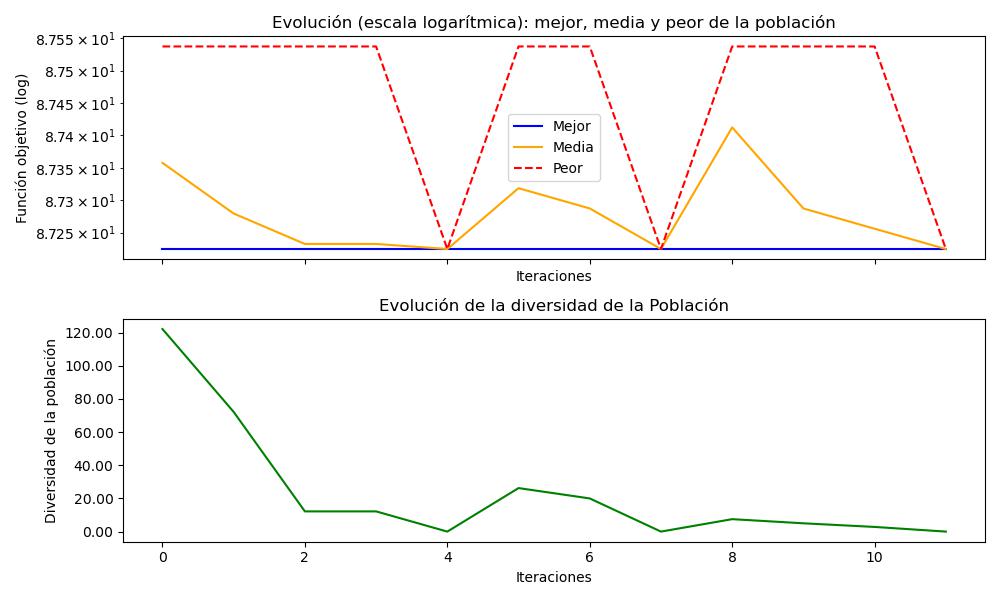 Evolución (escala logarítmica): mejor, media y peor de la población
Función objetivo (log)
8.755 × 10¹
8.75 × 10¹
8.745 × 10¹
8.74 × 10¹
8.735 × 10¹
8.73 × 10¹
8.725 × 10¹
Mejor
Media
Peor
Iteraciones
Evolución de la diversidad de la Población
Diversidad de la población
120.00
100.00
80.00
60.00
40.00
20.00
0.00
0 2 4 6 8 10
Iteraciones